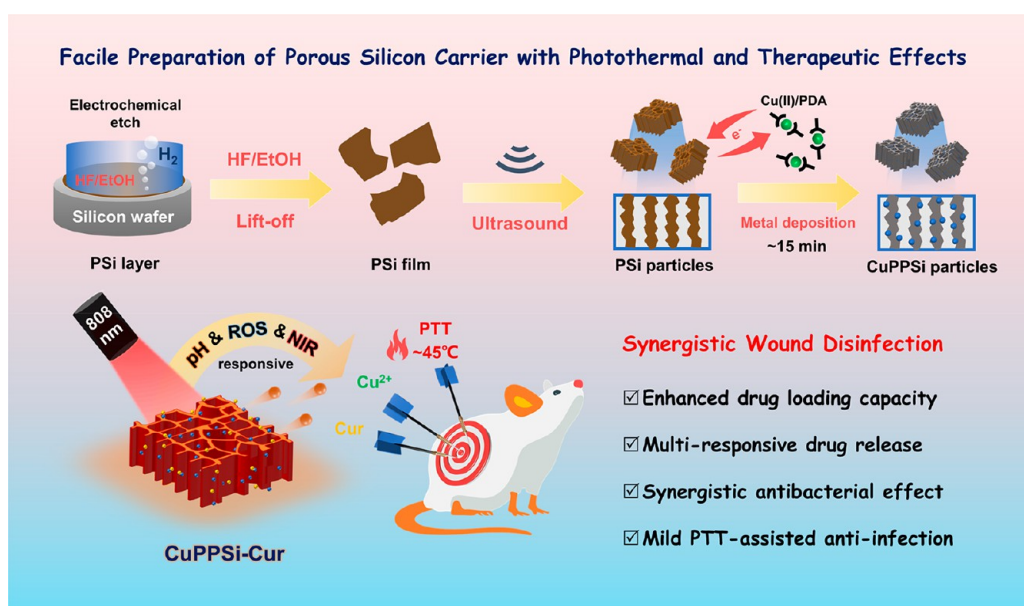 Facile Preparation of Porous Silicon Carrier with Photothermal and Therapeutic Effects
Electrochemical
etch
H₂
HF/EtOH
Silicon wafer
PSi layer
HF/EtOH
Lift-off
PSi film
Ultrasound
PSi particles
Cu(II)/PDA
e⁻
Metal deposition
~15 min
CuPPSi particles
808
nm
pH & ROS & NIR
responsive
CuPPSi-Cur
PTT
~45℃
Cu²⁺
Cur
Synergistic Wound Disinfection
☑Enhanced drug loading capacity
☑Multi-responsive drug release
☑Synergistic antibacterial effect
☑Mild PTT-assisted anti-infection